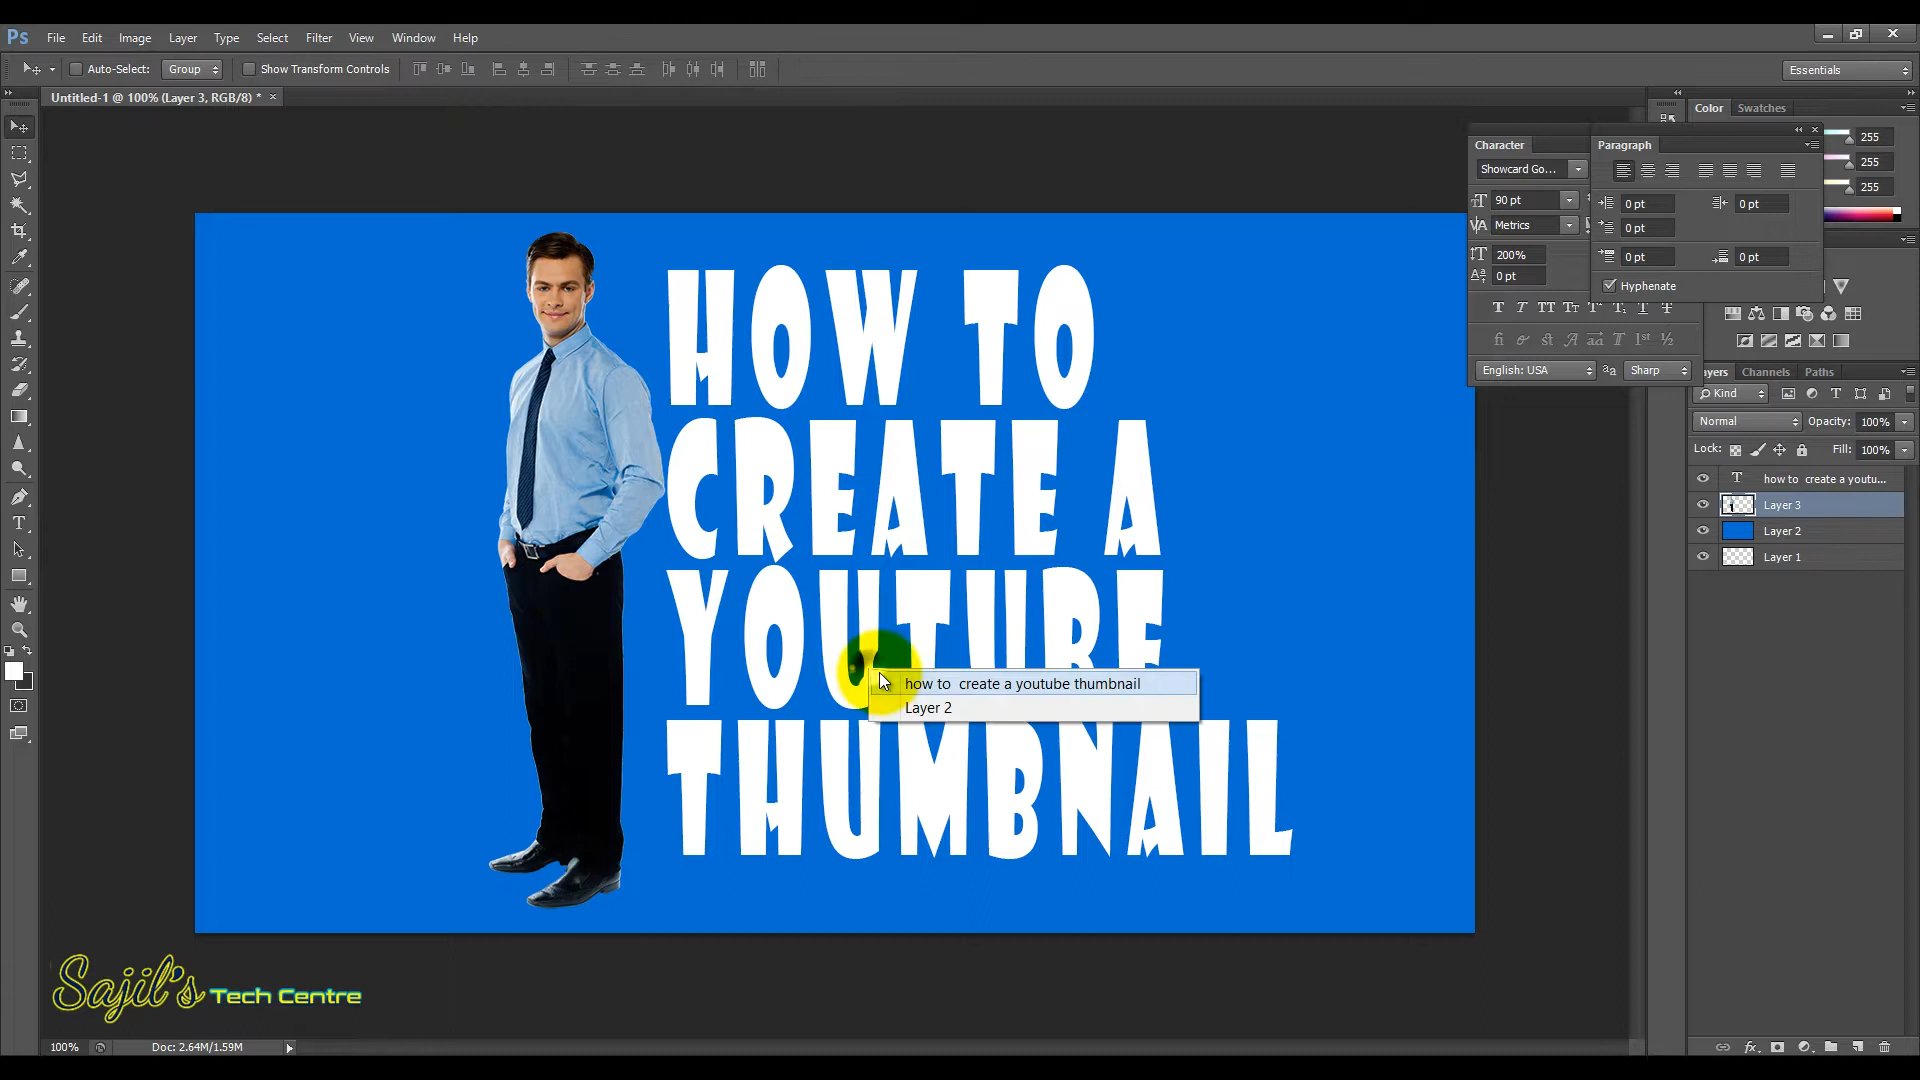 Ps File Edit Image Layer Type Select Filter View Window Help
Auto-Select: Group Show Transform Controls Essentials
Untitled-1 @ 100% (Layer 3, RGB/8) * ×
Color Swatches
255
255
255
Character
Showcard Go...
90 pt
Metrics
200%
0 pt
English: USA
Sharp
Paragraph
0 pt 0 pt
0 pt
0 pt 0 pt
Hyphenate
ayers Channels Paths
Kind
Normal Opacity: 100%
Lock: Fill: 100%
how to create a youtu...
Layer 3
Layer 2
Layer 1
HOW TO
CREATE A
YOUTUBE
THUMBNAIL
how to create a youtube thumbnail
Layer 2
Sajil's Tech Centre
100% Doc: 2.64M/1.59M